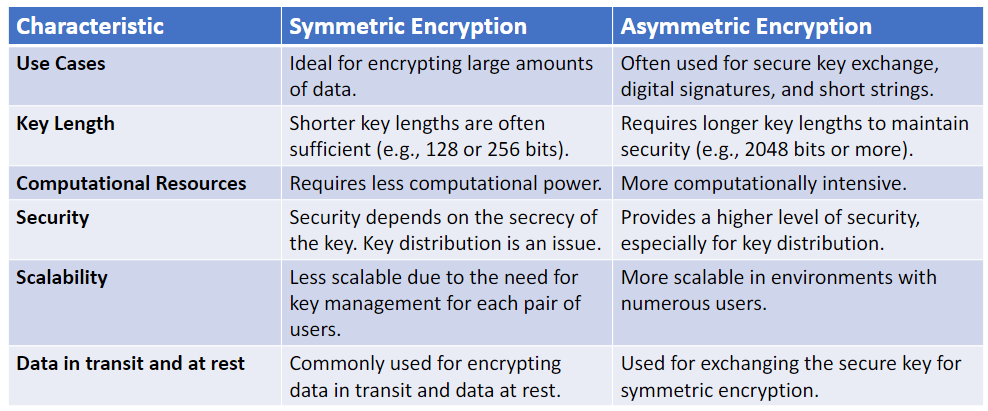 Characteristic Symmetric Encryption Asymmetric Encryption
Use Cases Ideal for encrypting large amounts Often used for secure key exchange,
of data. digital signatures, and short strings.
Key Length Shorter key lengths are often Requires longer key lengths to maintain
sufficient (e.g., 128 or 256 bits). security (e.g., 2048 bits or more).
Computational Resources Requires less computational power. More computationally intensive.
Security Security depends on the secrecy of Provides a higher level of security,
the key. Key distribution is an issue. especially for key distribution.
Scalability Less scalable due to the need for More scalable in environments with
key management for each pair of numerous users.
users.
Data in transit and at rest Commonly used for encrypting Used for exchanging the secure key for
data in transit and data at rest. symmetric encryption.